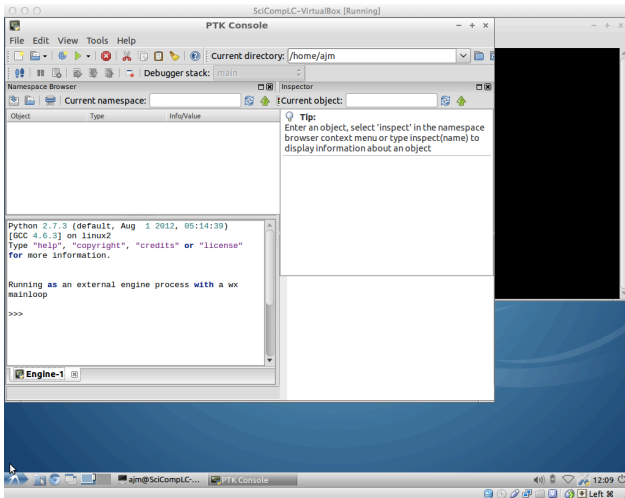 SciCompLC-VirtualBox [Running]
PTK Console
File Edit View Tools Help
Current directory: /home/ajm
Debugger stack: main
Namespace Browser
Inspector
Current namespace:
Current object:
Object Type Info/Value
Tip:
Enter an object, select 'inspect' in the namespace
browser context menu or type inspect(name) to
display information about an object
Python 2.7.3 (default, Aug  1 2012, 05:14:39)
[GCC 4.6.3] on linux2
Type "help", "copyright", "credits" or "license"
for more information.
Running as an external engine process with a wx
mainloop
>>>
Engine-1
ajm@SciCompLC-...
PTK Console
12:09
Left ⌘